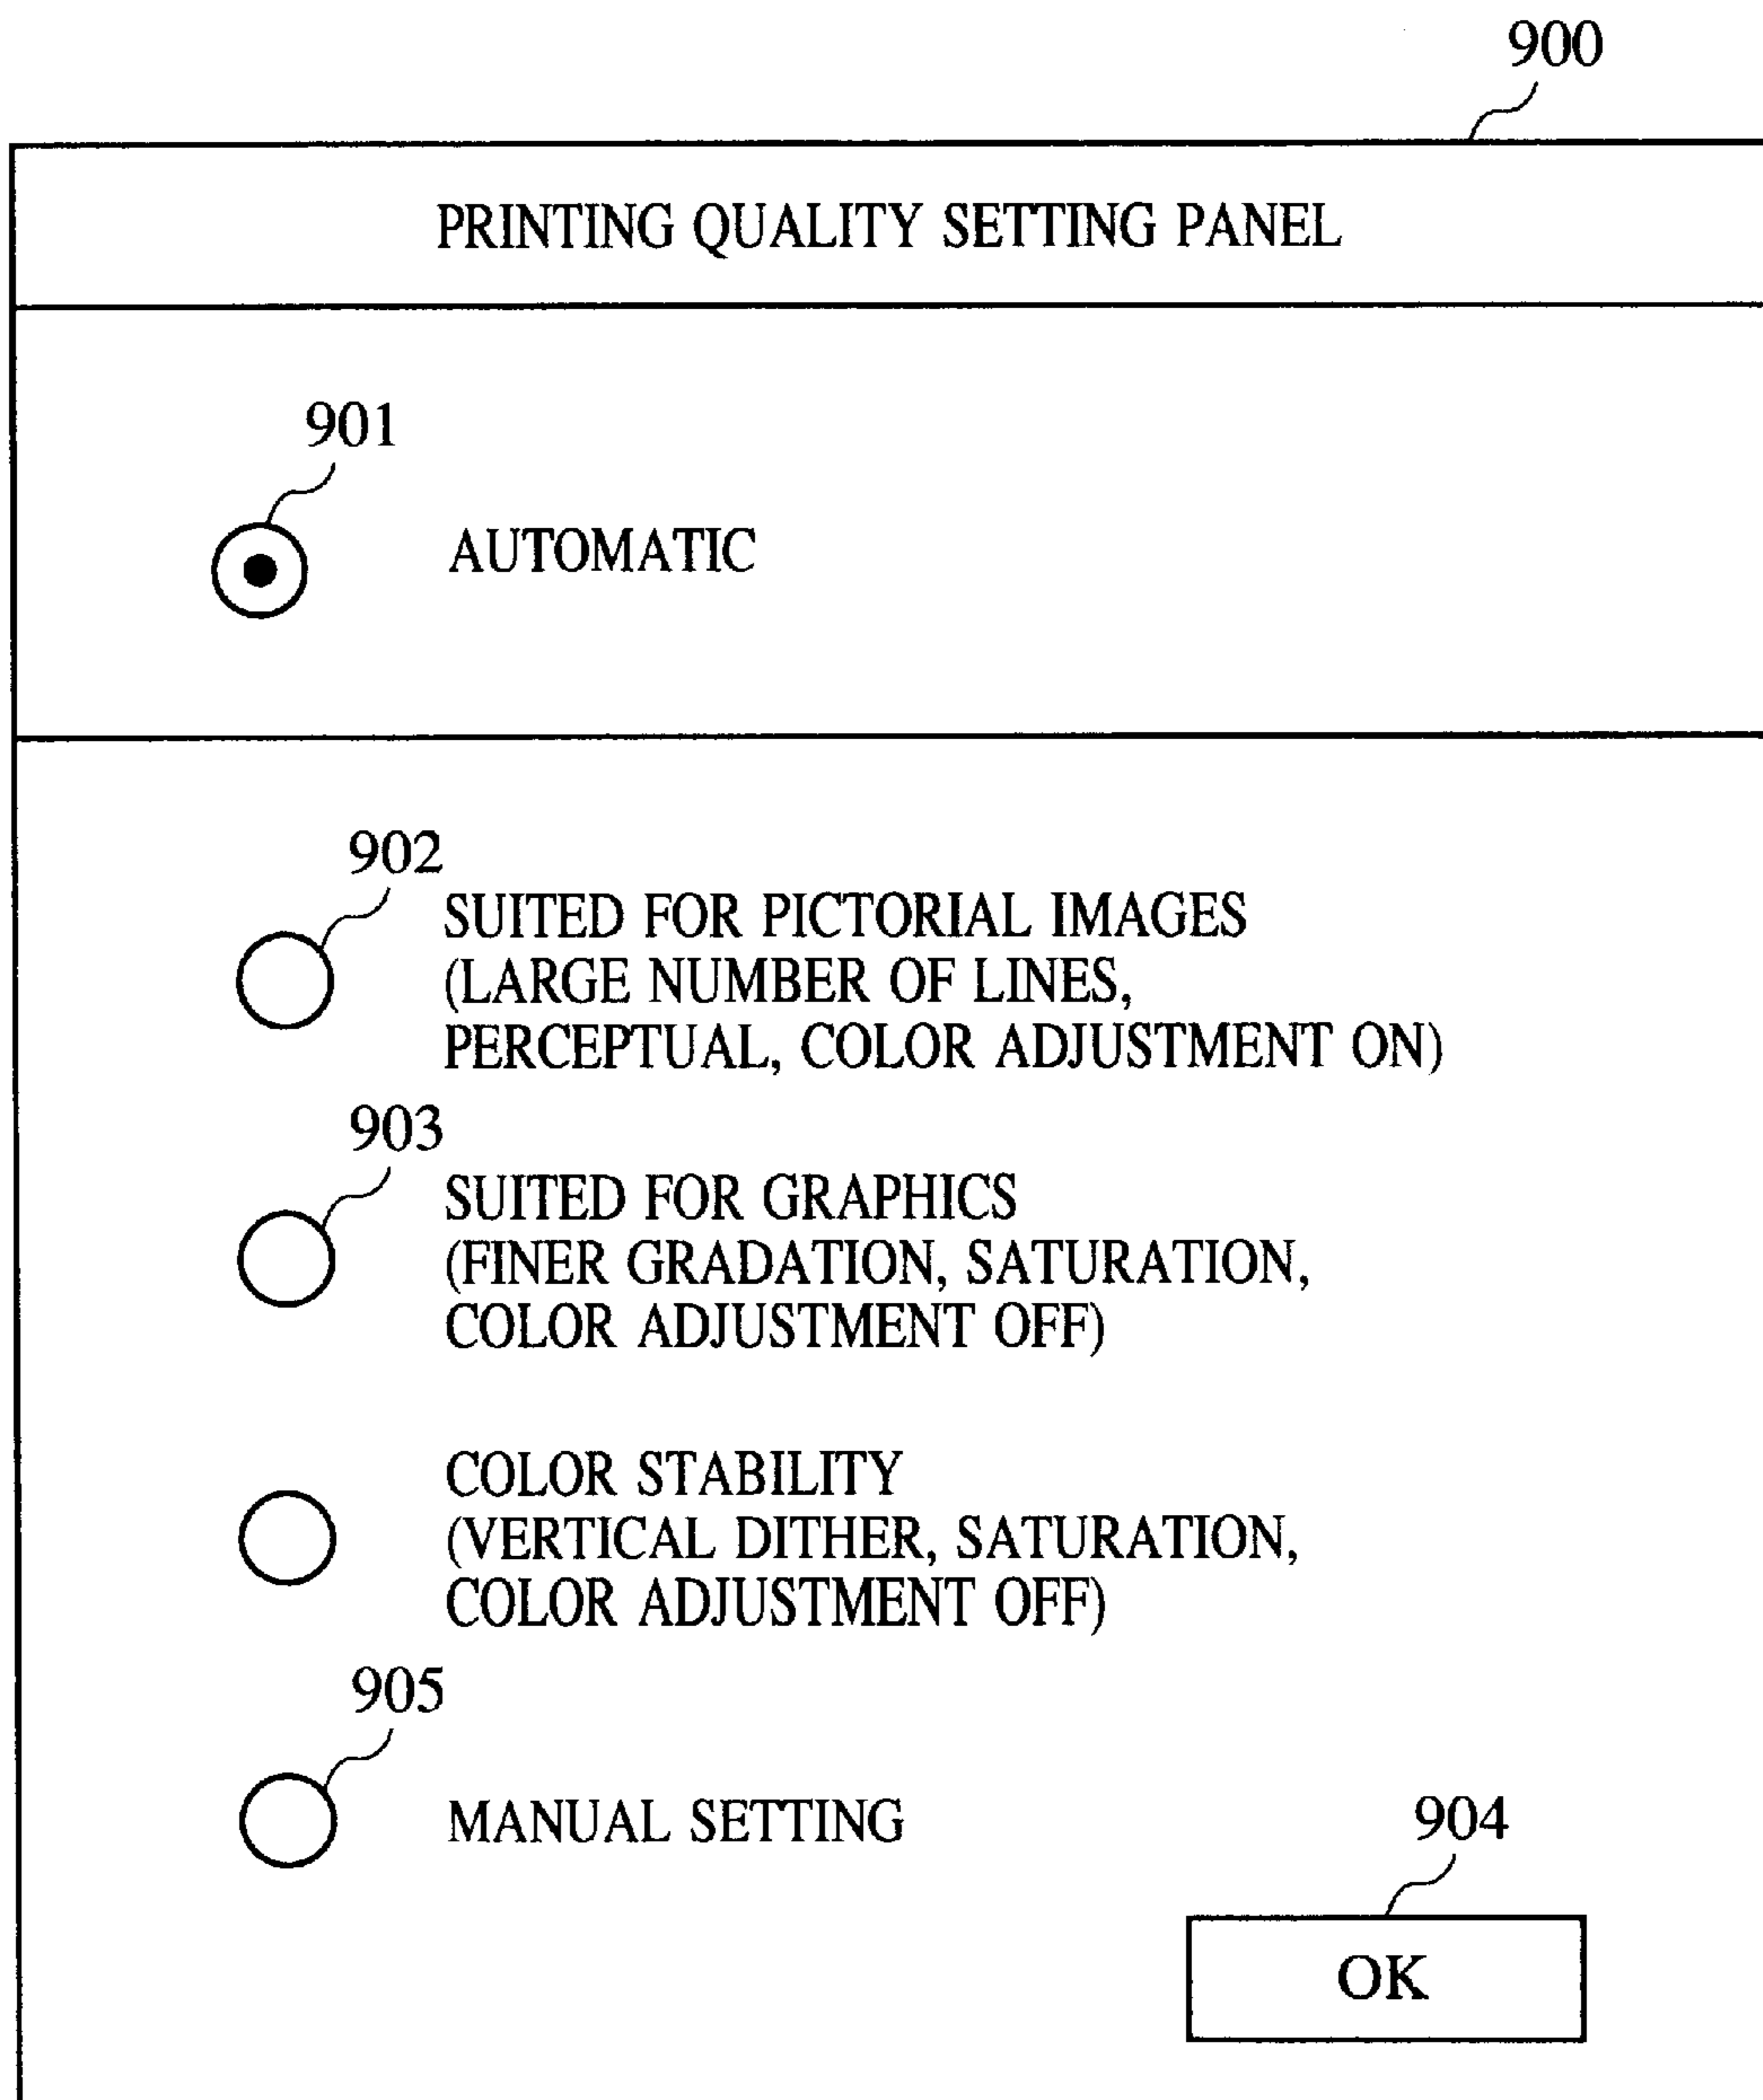 900
PRINTING QUALITY SETTING PANEL
901
AUTOMATIC
902
SUITED FOR PICTORIAL IMAGES
(LARGE NUMBER OF LINES,
PERCEPTUAL, COLOR ADJUSTMENT ON)
903
SUITED FOR GRAPHICS
(FINER GRADATION, SATURATION,
COLOR ADJUSTMENT OFF)
COLOR STABILITY
(VERTICAL DITHER, SATURATION,
COLOR ADJUSTMENT OFF)
905
MANUAL SETTING
904
OK